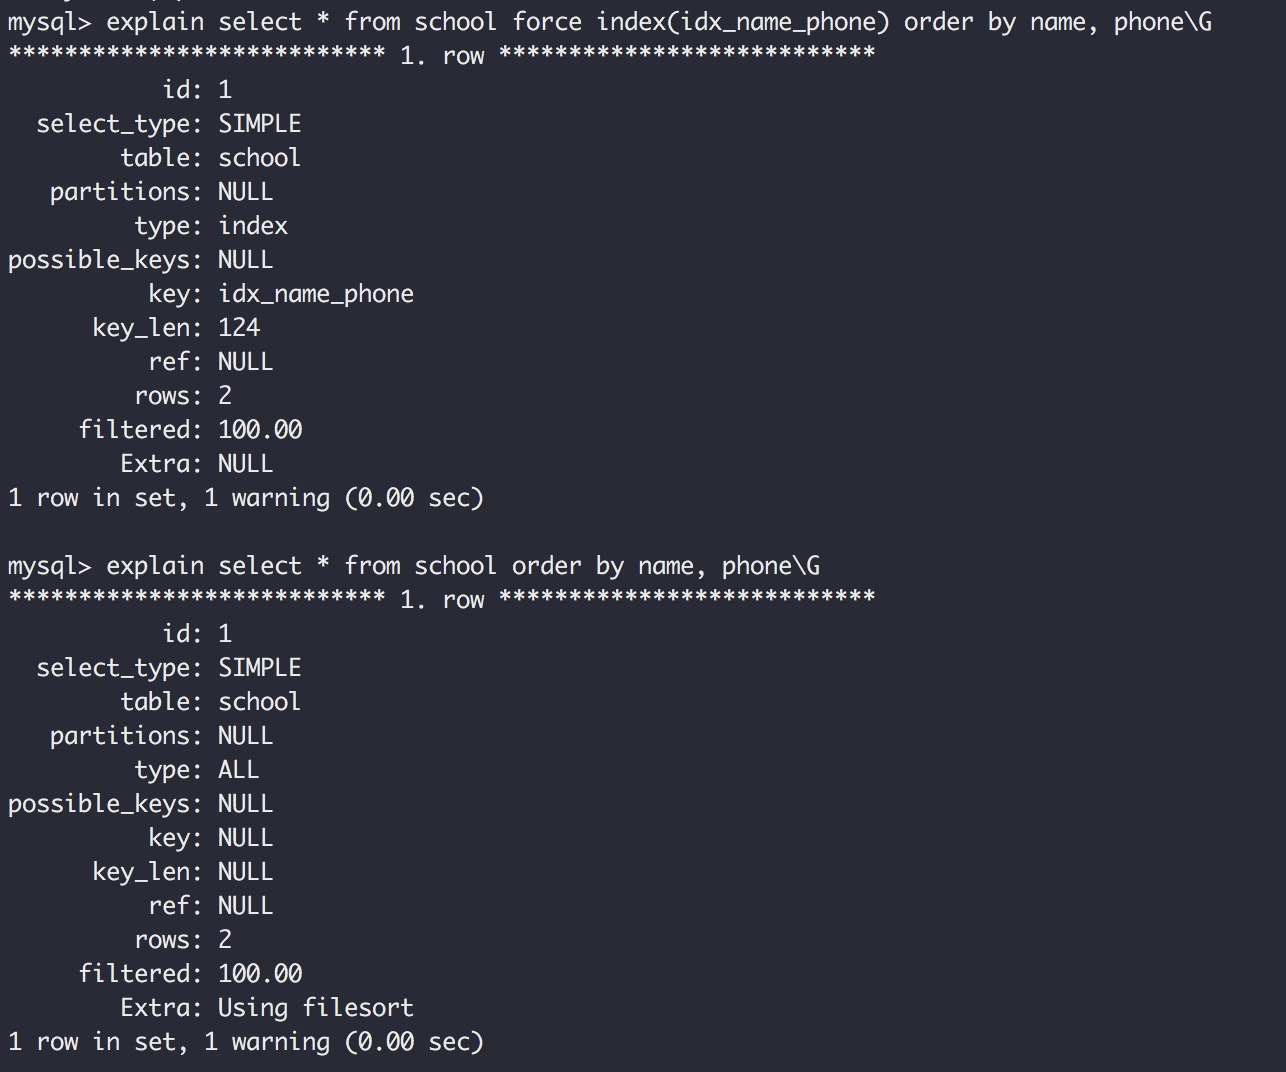 mysql> explain select * from school force index(idx_name_phone) order by name, phone\G
*************************** 1. row ***************************
           id: 1
  select_type: SIMPLE
        table: school
   partitions: NULL
         type: index
possible_keys: NULL
          key: idx_name_phone
      key_len: 124
          ref: NULL
         rows: 2
     filtered: 100.00
        Extra: NULL
1 row in set, 1 warning (0.00 sec)

mysql> explain select * from school order by name, phone\G
*************************** 1. row ***************************
           id: 1
  select_type: SIMPLE
        table: school
   partitions: NULL
         type: ALL
possible_keys: NULL
          key: NULL
      key_len: NULL
          ref: NULL
         rows: 2
     filtered: 100.00
        Extra: Using filesort
1 row in set, 1 warning (0.00 sec)